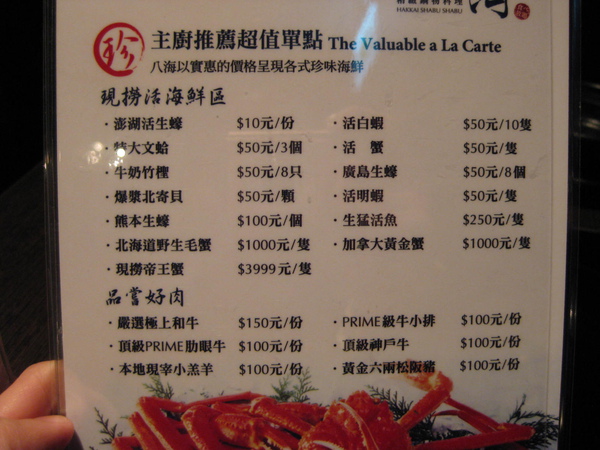 精緻鍋物料理
HAKKAI SHABU SHABU
珍 主廚推薦超值單點 The Valuable a La Carte
八海以實惠的價格呈現各式珍味海鮮
現撈活海鮮區
・澎湖活生蠔 $10元/份 ・活白蝦 $50元/10隻
・特大文蛤 $50元/3個 ・活 蟹 $50元/隻
・牛奶竹桯 $50元/8只 ・廣島生蠔 $50元/8個
・爆漿北寄貝 $50元/顆 ・活明蝦 $50元/隻
・熊本生蠔 $100元/個 ・生猛活魚 $250元/隻
・北海道野生毛蟹 $1000元/隻 ・加拿大黃金蟹 $1000元/隻
・現撈帝王蟹 $3999元/隻
品嘗好肉
・嚴選極上和牛 $150元/份 ・PRIME級牛小排 $100元/份
・頂級PRIME肋眼牛 $100元/份 ・頂級神戶牛 $100元/份
・本地現宰小羔羊 $100元/份 ・黃金六兩松阪豬 $100元/份